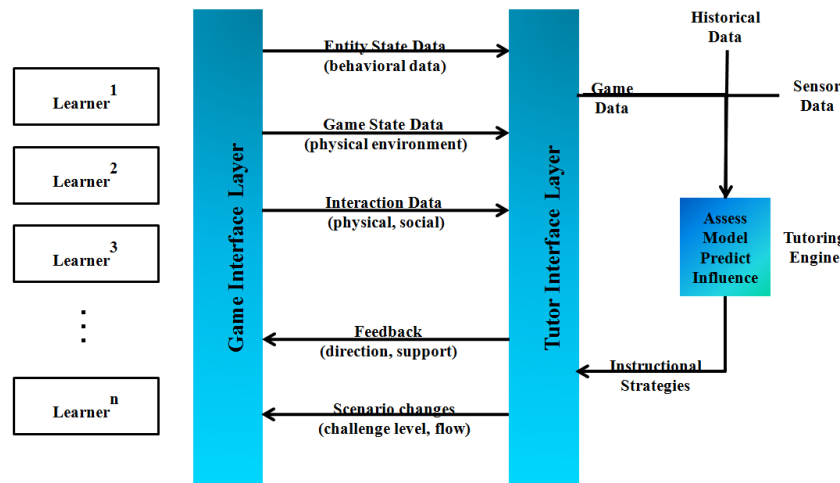 Learner1
Learner2
Learner3
Learnern
Game Interface Layer
Entity State Data
(behavioral data)
Game State Data
(physical environment)
Interaction Data
(physical, social)
Feedback
(direction, support)
Scenario changes
(challenge level, flow)
Tutor Interface Layer
Historical
Data
Game
Data
Sensor
Data
Assess
Model
Predict
Influence
Tutoring
Engine
Instructional
Strategies